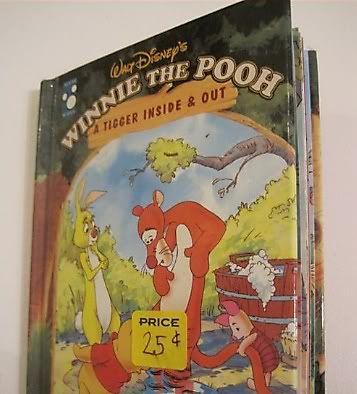 WALT DISNEY'S
WINNIE THE POOH
A TIGGER INSIDE & OUT
PRICE
25¢